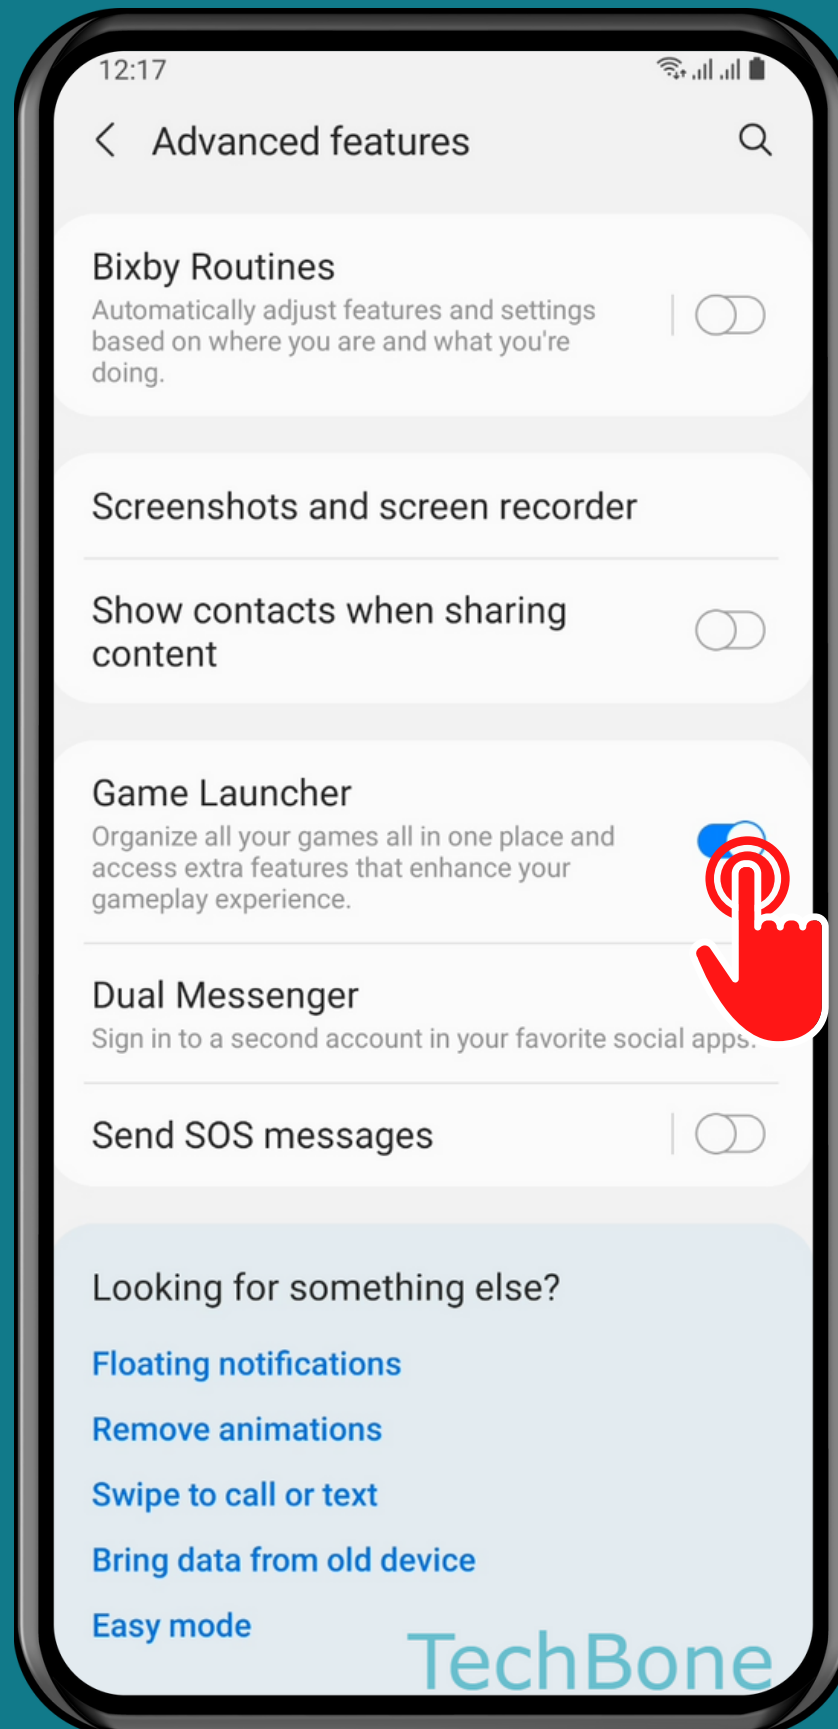 12:17
Advanced features
Bixby Routines
Automatically adjust features and settings
based on where you are and what you're
doing.
Screenshots and screen recorder
Show contacts when sharing
content
Game Launcher
Organize all your games all in one place and
access extra features that enhance your
gameplay experience.
Dual Messenger
Sign in to a second account in your favorite social apps.
Send SOS messages
Looking for something else?
Floating notifications
Remove animations
Swipe to call or text
Bring data from old device
Easy mode
TechBone